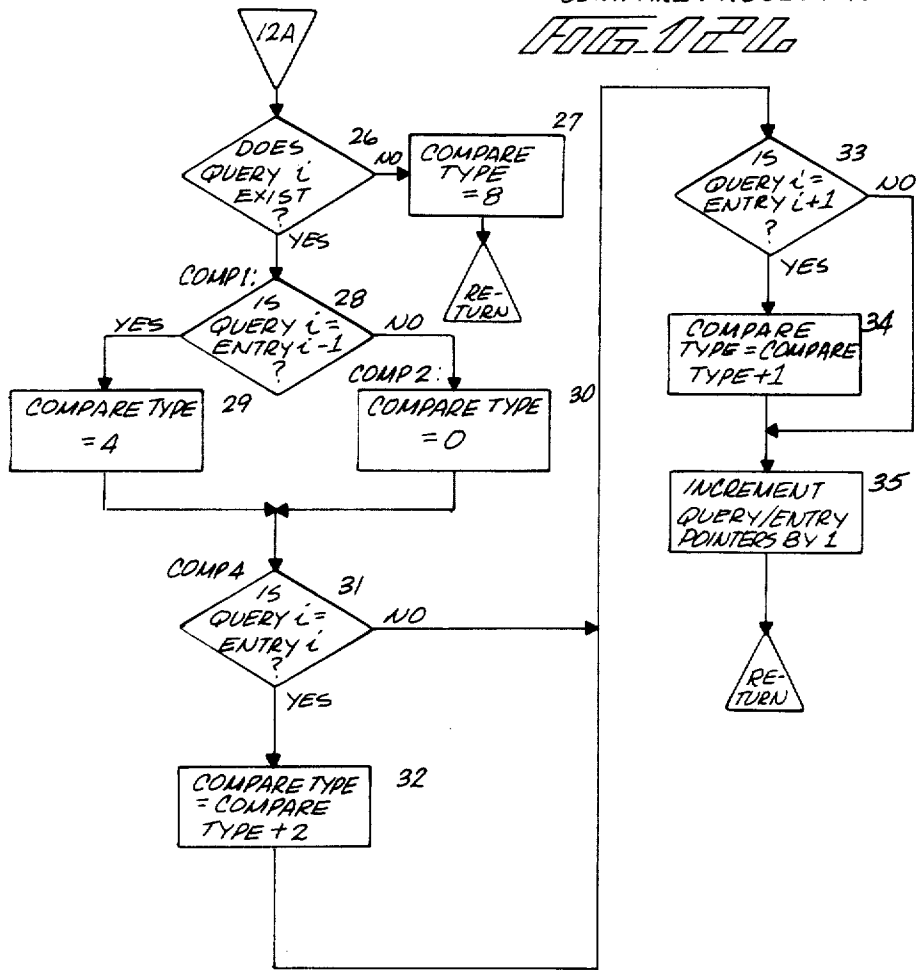 FIG. 12b
12A
DOES
QUERY i
EXIST
?
26
NO
YES
27
COMPARE
TYPE
= 8
RE-
TURN
COMP1:
IS
QUERY i =
ENTRY i-1
?
28
YES
NO
COMPARE TYPE
= 4
29
COMP 2:
COMPARE TYPE
= 0
30
COMP4
IS
QUERY i =
ENTRY i
?
31
NO
YES
COMPARE TYPE
= COMPARE
TYPE + 2
32
IS
QUERY i =
ENTRY i+1
?
33
NO
YES
COMPARE
TYPE = COMPARE
TYPE + 1
34
INCREMENT
QUERY/ENTRY
POINTERS BY 1
35
RE-
TURN